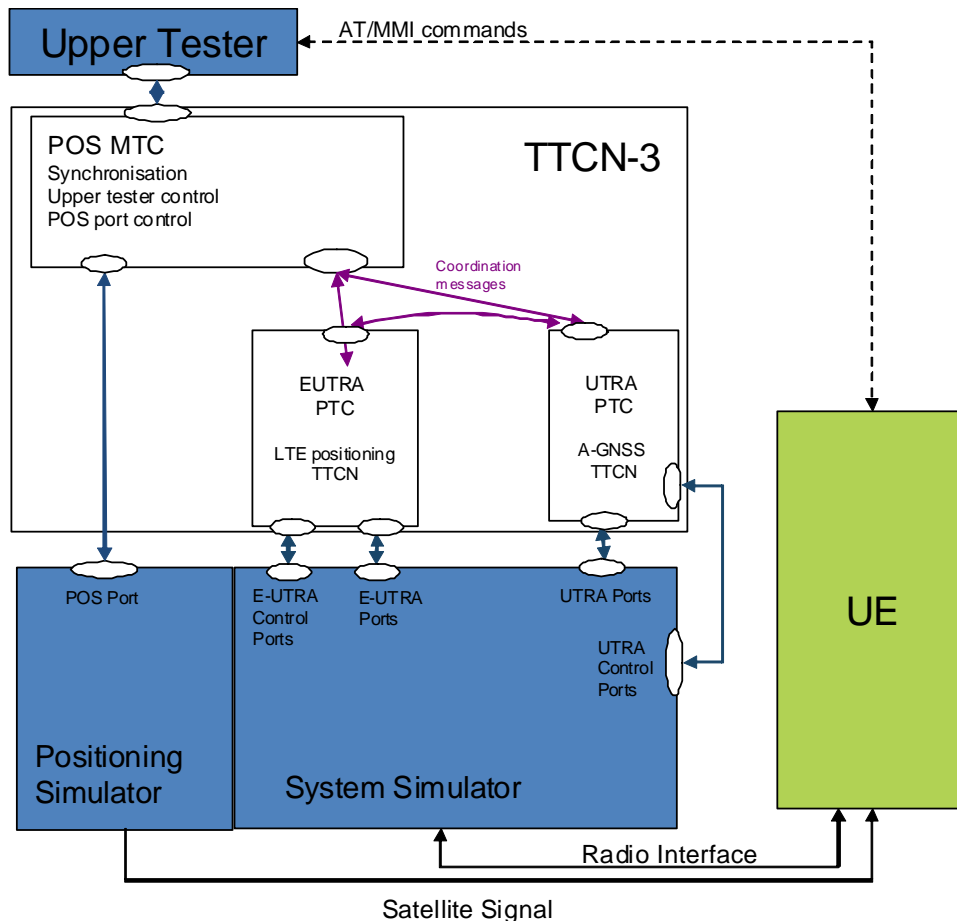 Upper Tester
AT/MMI commands
TTCN-3
POS MTC
Synchronisation
Upper tester control
POS port control
Coordination
messages
EUTRA
PTC
LTE positioning
TTCN
UTRA
PTC
A-GNSS
TTCN
POS Port
E-UTRA
Control
Ports
E-UTRA
Ports
UTRA Ports
UTRA
Control
Ports
UE
Positioning
Simulator
System Simulator
Radio Interface
Satellite Signal